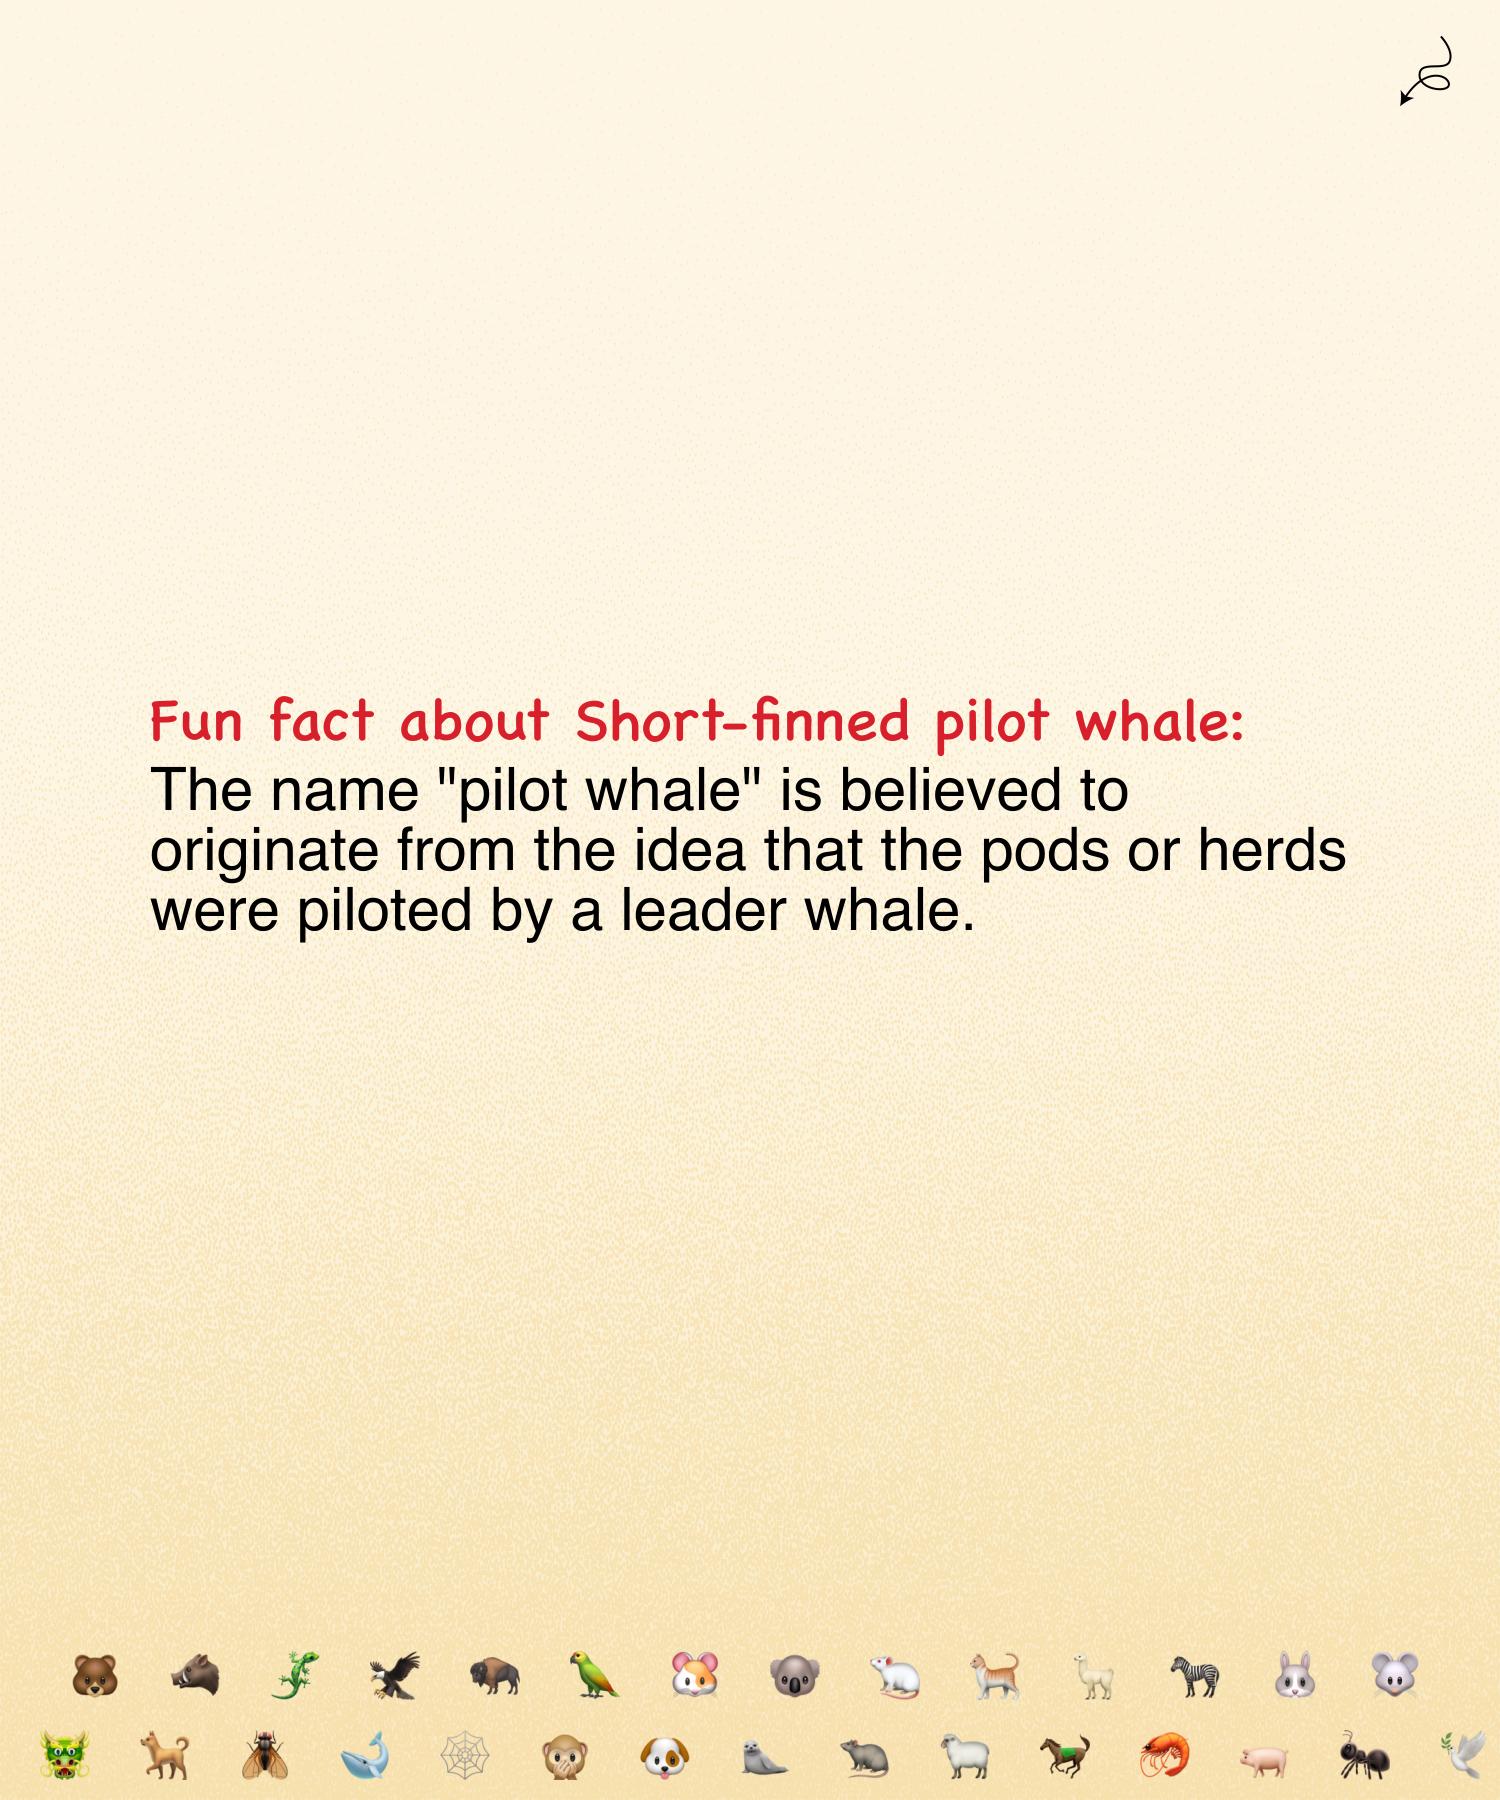 Fun fact about Short-finned pilot whale:
The name "pilot whale" is believed to
originate from the idea that the pods or herds
were piloted by a leader whale.